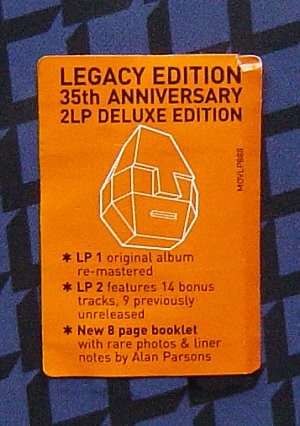 LEGACY EDITION
35th ANNIVERSARY
2LP DELUXE EDITION
MOVLP888
* LP 1 original album
re-mastered
* LP 2 features 14 bonus
tracks, 9 previously
unreleased
* New 8 page booklet
with rare photos & liner
notes by Alan Parsons